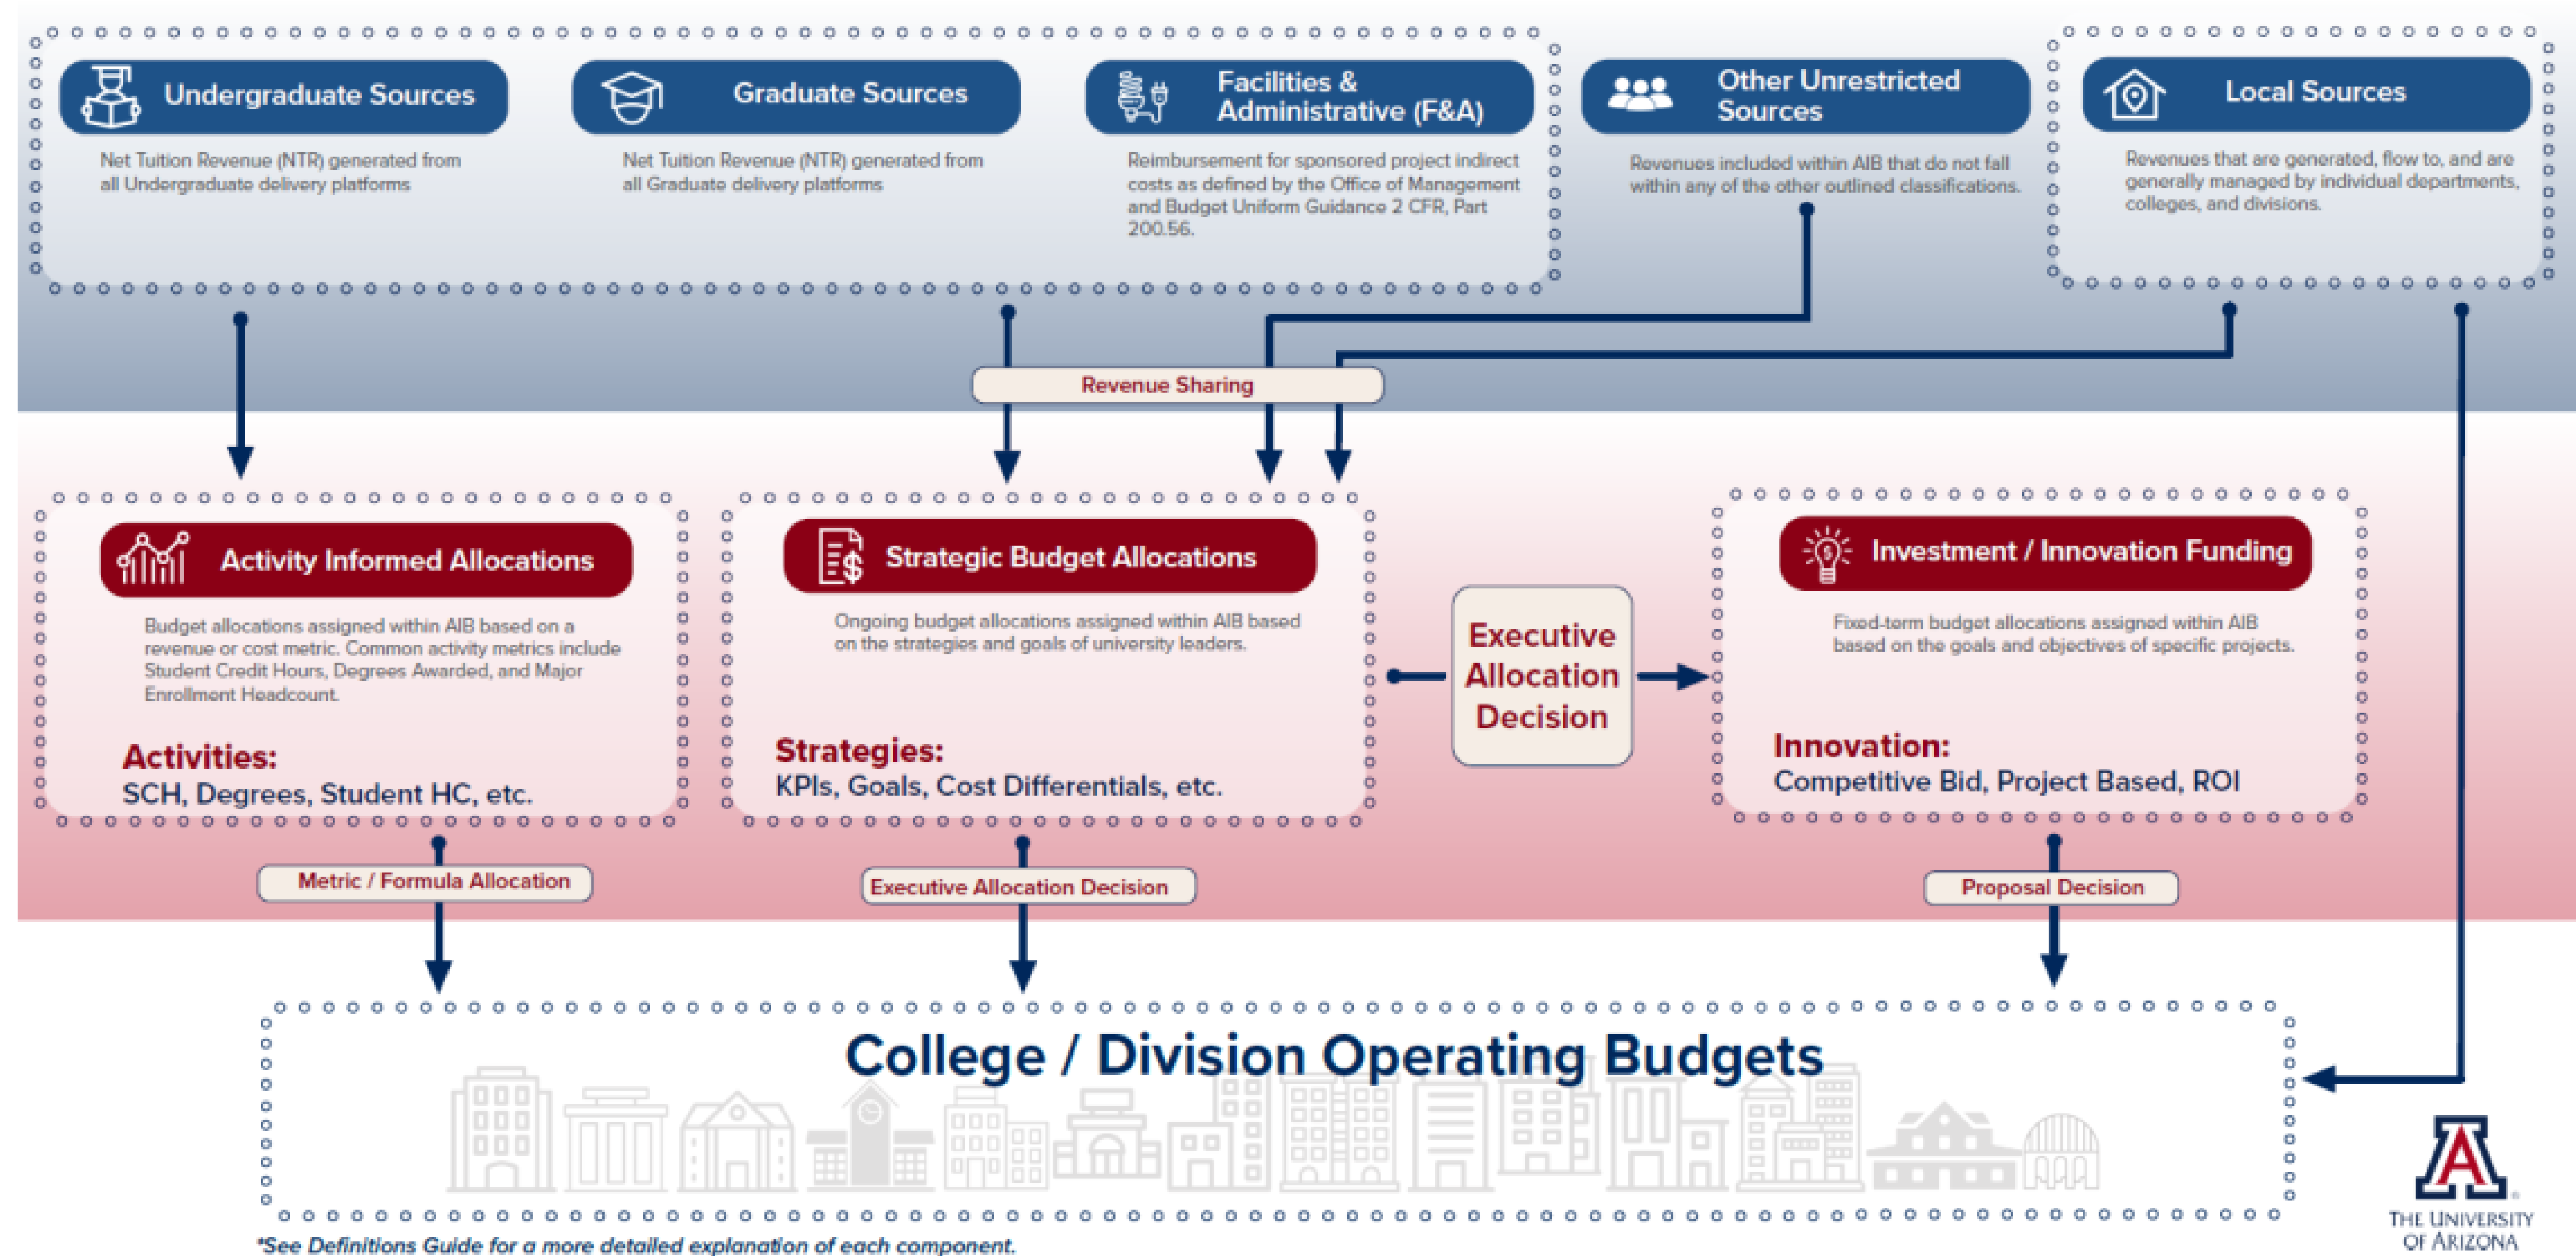 Undergraduate Sources
Net Tuition Revenue (NTR) generated from
all Undergraduate delivery platforms
Graduate Sources
Net Tuition Revenue (NTR) generated from
all Graduate delivery platforms
Facilities &
Administrative (F&A)
Reimbursement for sponsored project indirect
costs as defined by the Office of Management
and Budget Uniform Guidance 2 CFR, Part
200.56.
Other Unrestricted
Sources
Revenues included within AIB that do not fall
within any of the other outlined classifications.
Local Sources
Revenues that are generated, flow to, and are
generally managed by individual departments,
colleges, and divisions.
Revenue Sharing
Activity Informed Allocations
Budget allocations assigned within AIB based on a
revenue or cost metric. Common activity metrics include
Student Credit Hours, Degrees Awarded, and Major
Enrollment Headcount.
Activities:
SCH, Degrees, Student HC, etc.
Strategic Budget Allocations
Ongoing budget allocations assigned within AIB based
on the strategies and goals of university leaders.
Strategies:
KPIs, Goals, Cost Differentials, etc.
Executive
Allocation
Decision
Investment / Innovation Funding
Fixed-term budget allocations assigned within AIB
based on the goals and objectives of specific projects.
Innovation:
Competitive Bid, Project Based, ROI
Metric / Formula Allocation
Executive Allocation Decision
Proposal Decision
College / Division Operating Budgets
A
THE UNIVERSITY
OF ARIZONA
*See Definitions Guide for a more detailed explanation of each component.